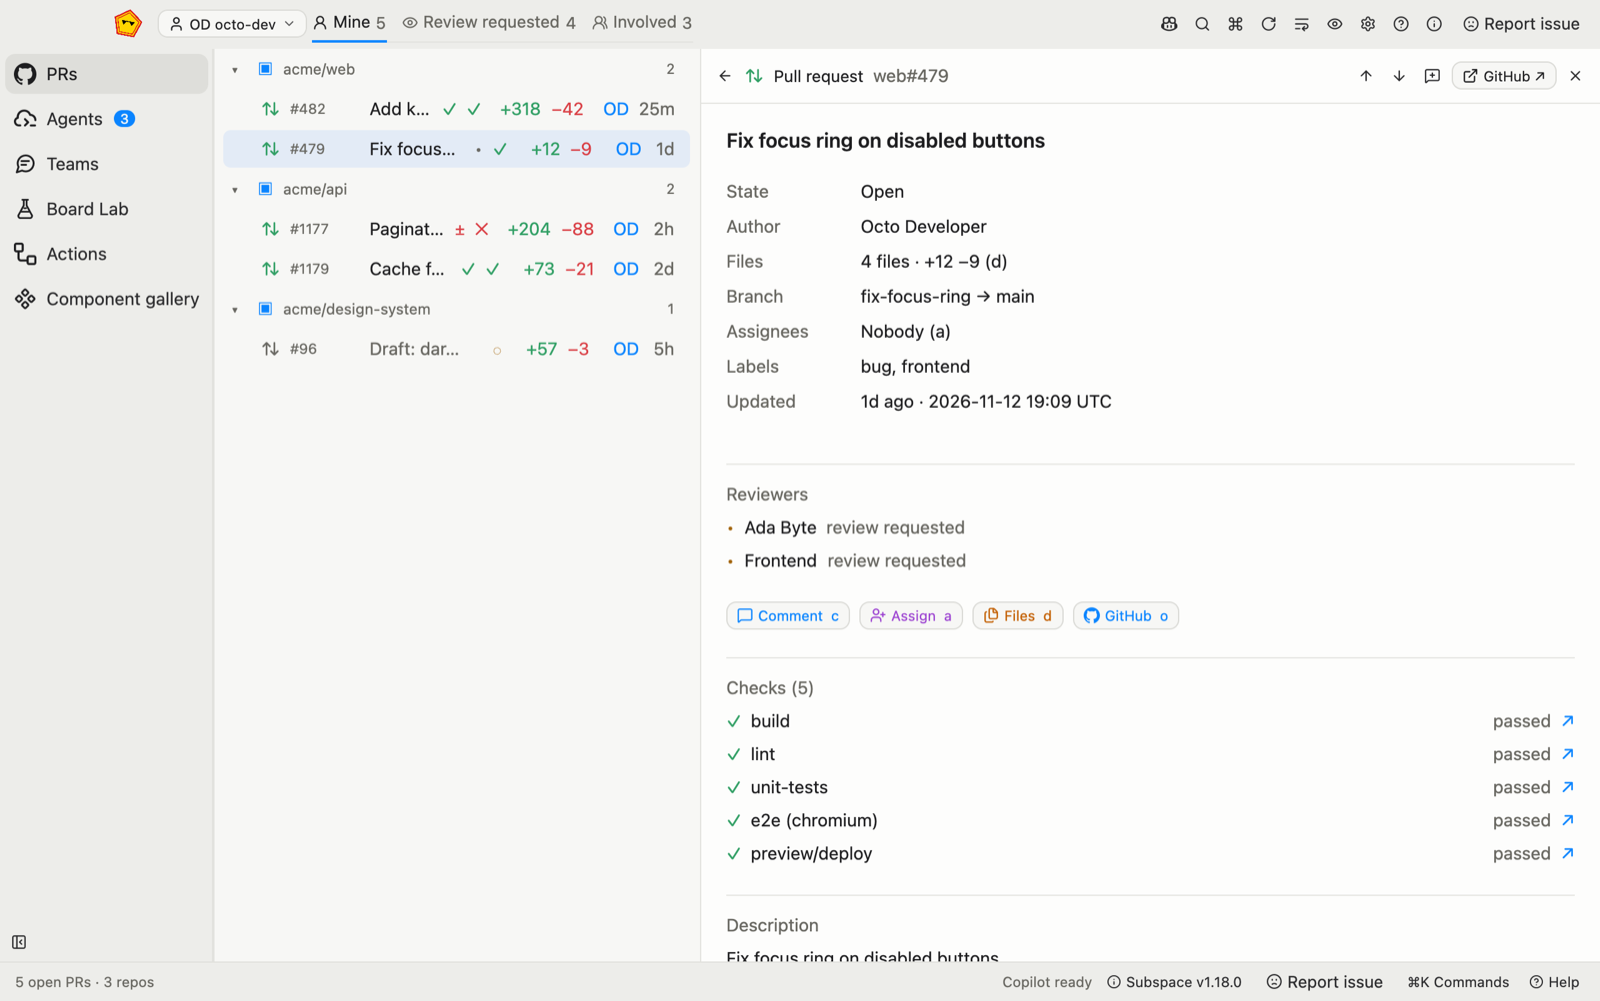 OD octo-dev
Mine 5
Review requested 4
Involved 3
Report issue
PRs
Agents 3
Teams
Board Lab
Actions
Component gallery
acme/web 2
#482 Add k... +318 −42 OD 25m
#479 Fix focus... +12 −9 OD 1d
acme/api 2
#1177 Paginat... ± +204 −88 OD 2h
#1179 Cache f... +73 −21 OD 2d
acme/design-system 1
#96 Draft: dar... +57 −3 OD 5h
Pull request web#479
GitHub ↗
Fix focus ring on disabled buttons
State Open
Author Octo Developer
Files 4 files · +12 −9 (d)
Branch fix-focus-ring → main
Assignees Nobody (a)
Labels bug, frontend
Updated 1d ago · 2026-11-12 19:09 UTC
Reviewers
• Ada Byte review requested
• Frontend review requested
Comment c
Assign a
Files d
GitHub o
Checks (5)
build passed ↗
lint passed ↗
unit-tests passed ↗
e2e (chromium) passed ↗
preview/deploy passed ↗
Description
Fix focus ring on disabled buttons
5 open PRs · 3 repos
Copilot ready
Subspace v1.18.0
Report issue
⌘K Commands
Help